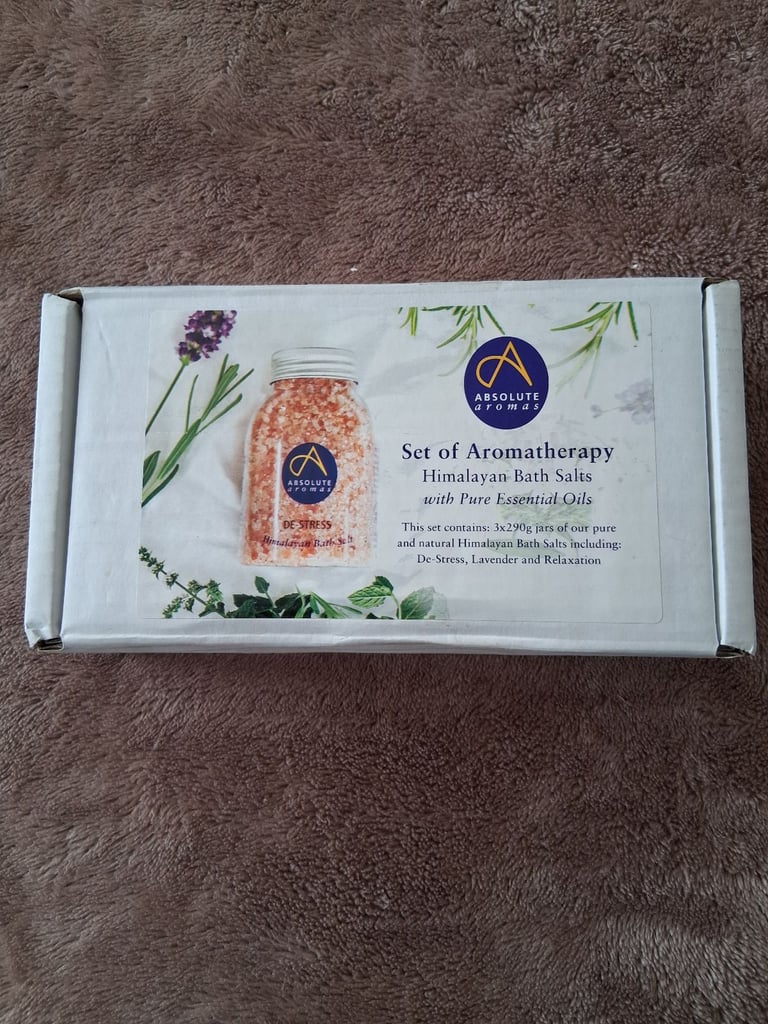 ABSOLUTE
aromas
Set of Aromatherapy
Himalayan Bath Salts
with Pure Essential Oils
This set contains: 3x290g jars of our pure
and natural Himalayan Bath Salts including:
De-Stress, Lavender and Relaxation
ABSOLUTE
aromas
DE-STRESS
Himalayan Bath Salt